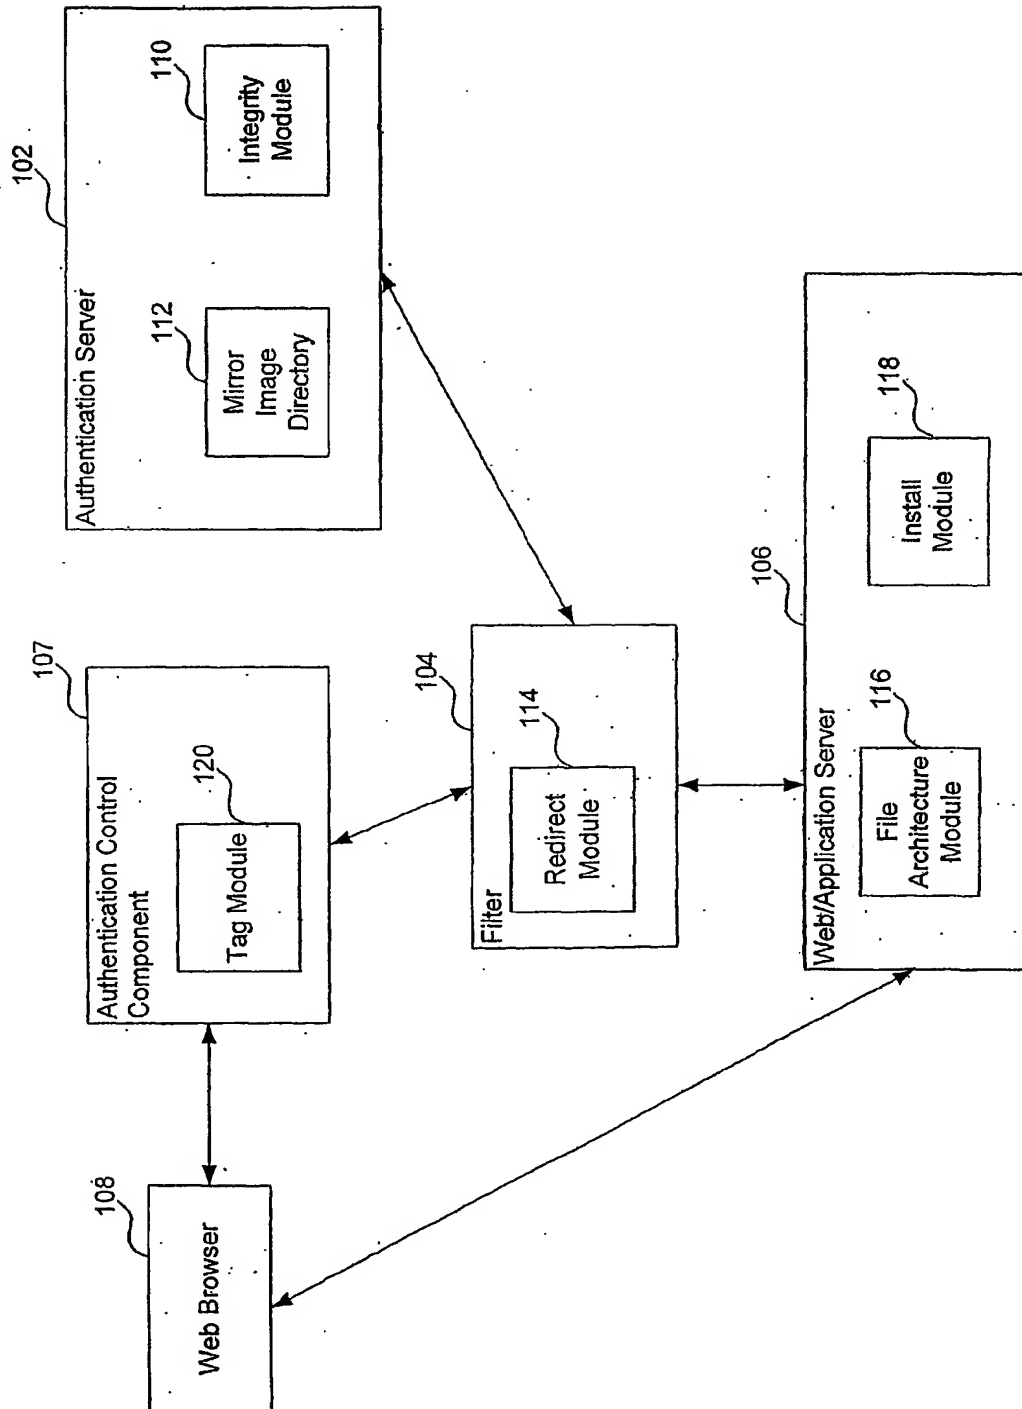 108
Web Browser
107
Authentication Control
Component
120
Tag Module
102
Authentication Server
112
Mirror
Image
Directory
110
Integrity
Module
104
Filter
114
Redirect
Module
106
Web/Application Server
116
File
Architecture
Module
118
Install
Module